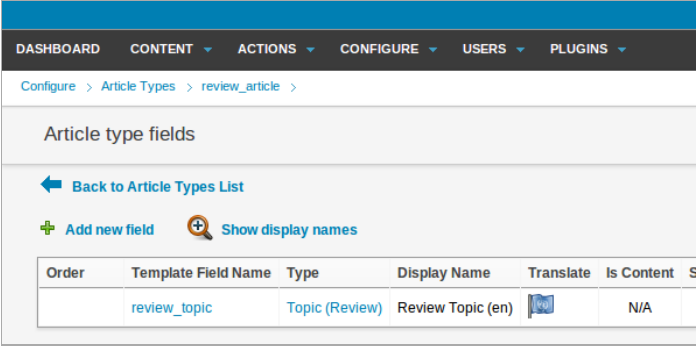 DASHBOARD CONTENT ACTIONS CONFIGURE USERS PLUGINS
Configure > Article Types > review_article >
Article type fields
Back to Article Types List
Add new field Show display names
Order Template Field Name Type Display Name Translate Is Content S
review_topic Topic (Review) Review Topic (en) N/A